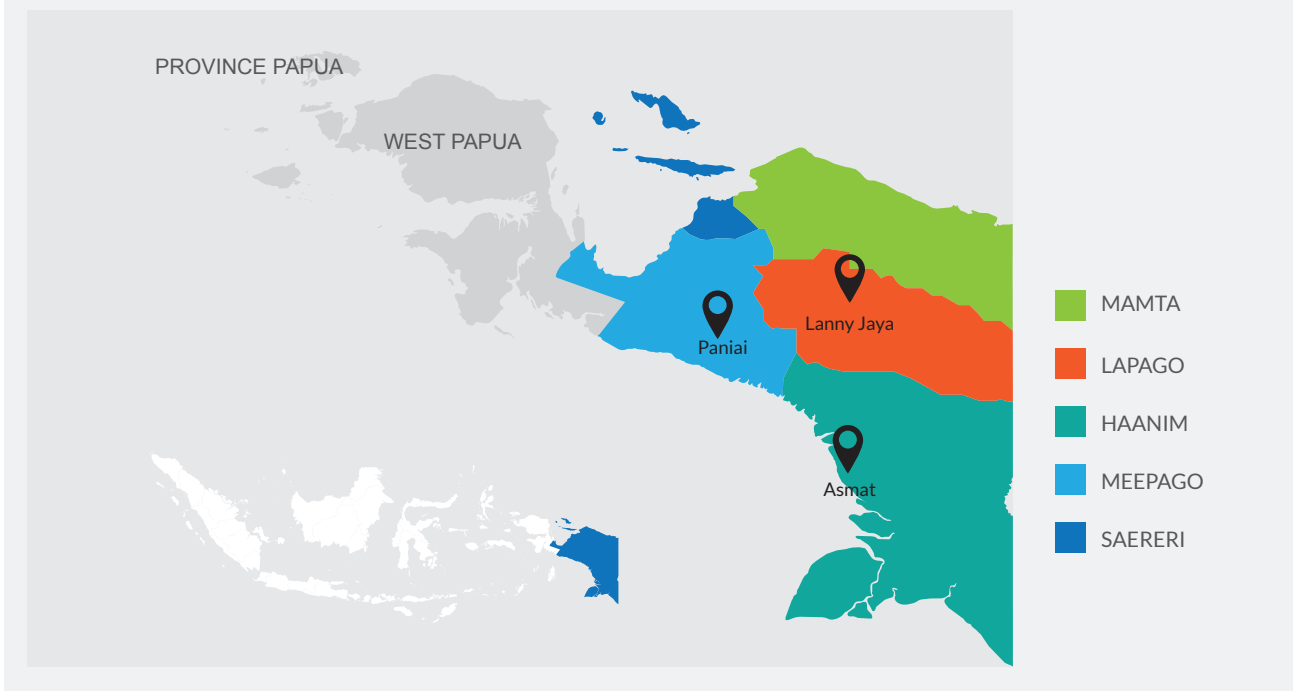 PROVINCE PAPUA
WEST PAPUA
Lanny Jaya
Paniai
Asmat
MAMTA
LAPAGO
HAANIM
MEEPAGO
SAERERI